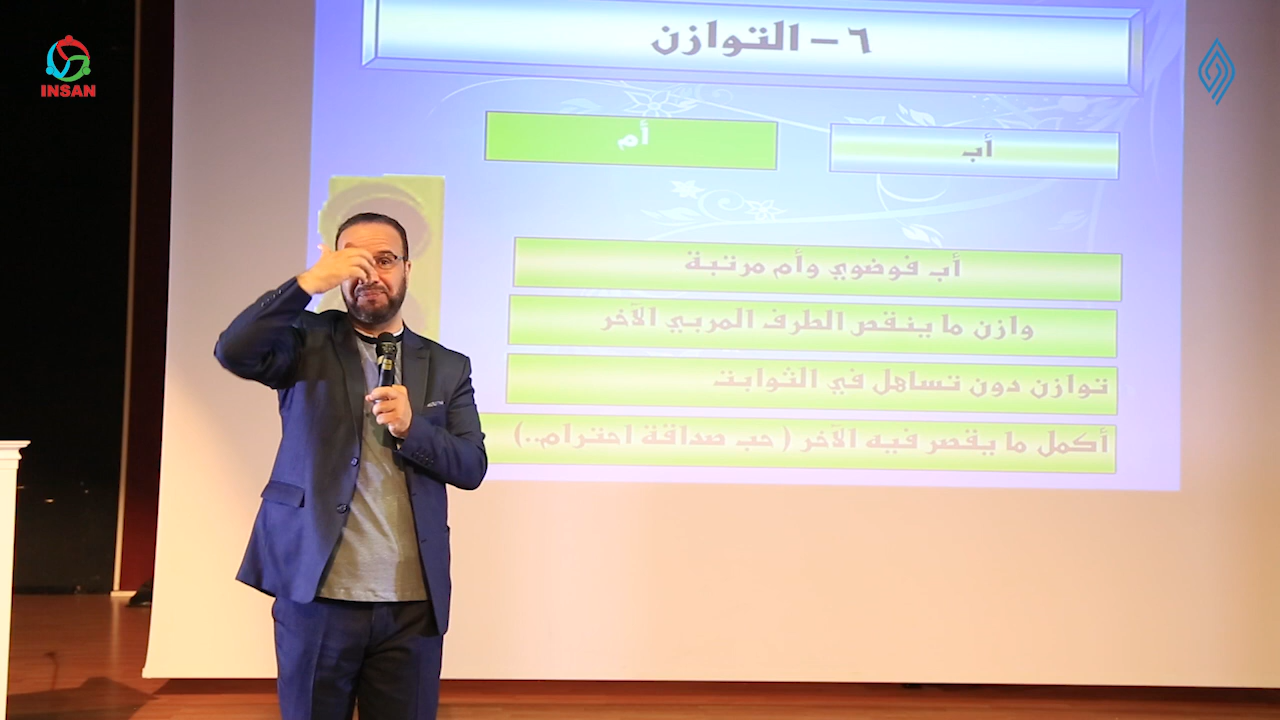 INSAN
٦ – التوازن
أب
أم
أب فوضوي وأم مرتبة
وازن ما ينقص الطرف المربي الآخر
توازن دون تساهل في الثوابت
أكمل ما يقصر فيه الآخر ( حب صداقة احترام..)